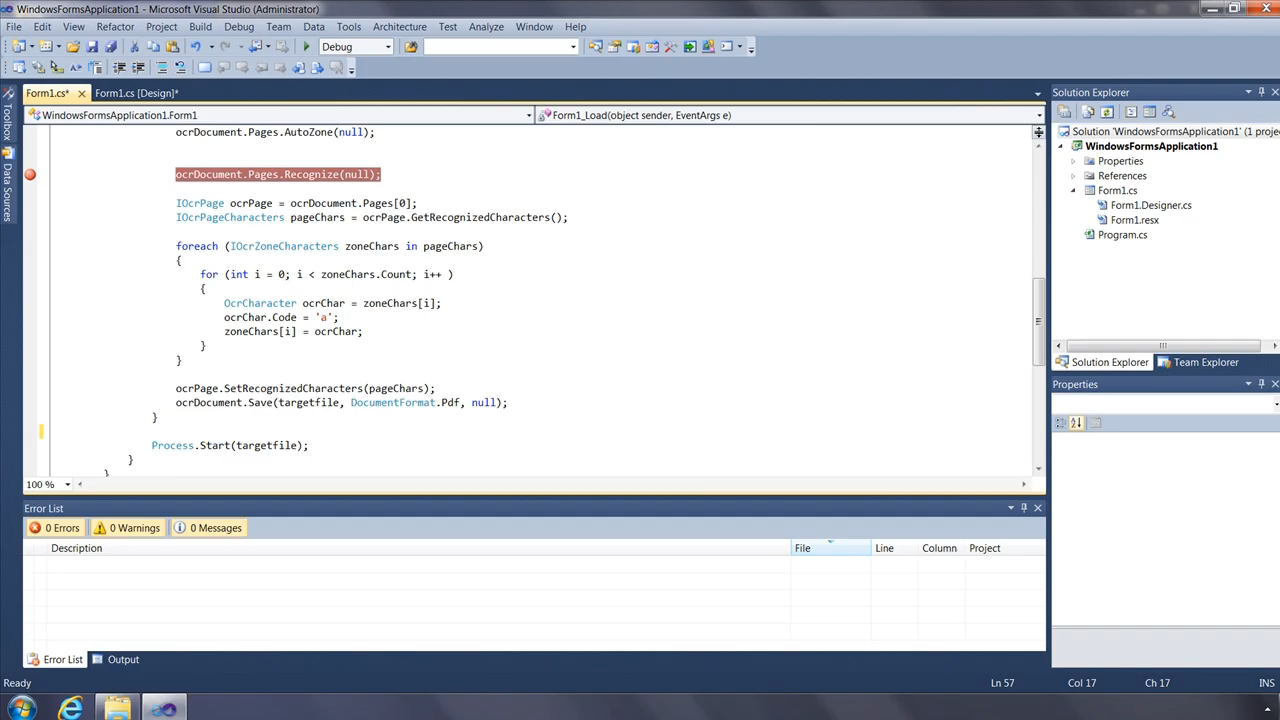 WindowsFormsApplication1 - Microsoft Visual Studio (Administrator)
File Edit View Refactor Project Build Debug Team Data Tools Architecture Test Analyze Window Help
Debug
Form1.cs* Form1.cs [Design]*
WindowsFormsApplication1.Form1 Form1_Load(object sender, EventArgs e)
Toolbox
Data Sources
ocrDocument.Pages.AutoZone(null);
ocrDocument.Pages.Recognize(null);
IOcrPage ocrPage = ocrDocument.Pages[0];
IOcrPageCharacters pageChars = ocrPage.GetRecognizedCharacters();
foreach (IOcrZoneCharacters zoneChars in pageChars)
{
for (int i = 0; i < zoneChars.Count; i++ )
{
OcrCharacter ocrChar = zoneChars[i];
ocrChar.Code = 'a';
zoneChars[i] = ocrChar;
}
}
ocrPage.SetRecognizedCharacters(pageChars);
ocrDocument.Save(targetfile, DocumentFormat.Pdf, null);
}
Process.Start(targetfile);
}
}
100 %
Solution Explorer
Solution 'WindowsFormsApplication1' (1 proje
WindowsFormsApplication1
Properties
References
Form1.cs
Form1.Designer.cs
Form1.resx
Program.cs
Solution Explorer Team Explorer
Properties
Error List
0 Errors 0 Warnings 0 Messages
Description File Line Column Project
Error List Output
Ready Ln 57 Col 17 Ch 17 INS